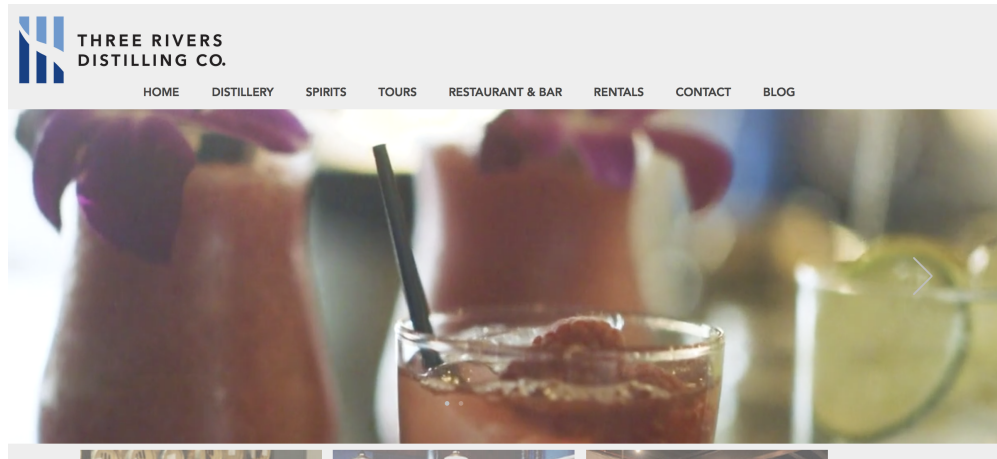 THREE RIVERS
DISTILLING CO.
HOME DISTILLERY SPIRITS TOURS RESTAURANT & BAR RENTALS CONTACT BLOG